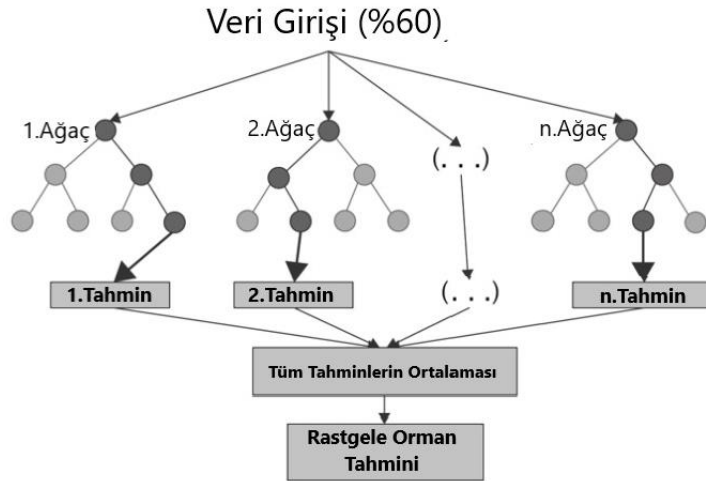 Veri Girişi (%60)
1.Ağaç
2.Ağaç
n.Ağaç
(. . .)
1.Tahmin
2.Tahmin
(. . .)
n.Tahmin
Tüm Tahminlerin Ortalaması
Rastgele Orman
Tahmini